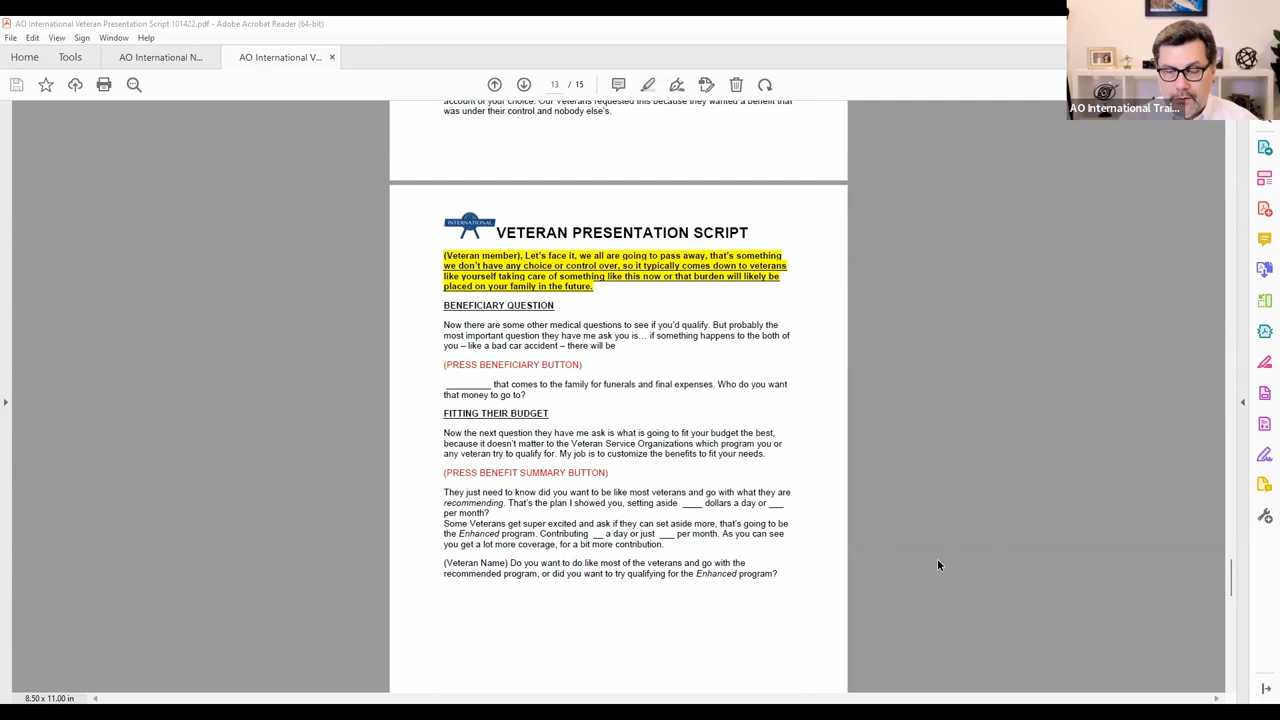 AO International Veteran Presentation Script 101422.pdf - Adobe Acrobat Reader (64-bit)
File Edit View Sign Window Help
Home Tools AO International N... AO International V... ×
13 / 15
AO International Trai...
account of your choice. Our Veterans requested this because they wanted a benefit that
was under their control and nobody else's.
INTERNATIONAL
VETERAN PRESENTATION SCRIPT
(Veteran member), Let's face it, we all are going to pass away, that's something
we don't have any choice or control over, so it typically comes down to veterans
like yourself taking care of something like this now or that burden will likely be
placed on your family in the future.
BENEFICIARY QUESTION
Now there are some other medical questions to see if you'd qualify. But probably the
most important question they have me ask you is… if something happens to the both of
you – like a bad car accident – there will be
(PRESS BENEFICIARY BUTTON)
_________ that comes to the family for funerals and final expenses. Who do you want
that money to go to?
FITTING THEIR BUDGET
Now the next question they have me ask is what is going to fit your budget the best,
because it doesn't matter to the Veteran Service Organizations which program you or
any veteran try to qualify for. My job is to customize the benefits to fit your needs.
(PRESS BENEFIT SUMMARY BUTTON)
They just need to know did you want to be like most veterans and go with what they are
recommending. That's the plan I showed you, setting aside ____ dollars a day or ___
per month?
Some Veterans get super excited and ask if they can set aside more, that's going to be
the Enhanced program. Contributing __ a day or just ___ per month. As you can see
you get a lot more coverage, for a bit more contribution.
(Veteran Name) Do you want to do like most of the veterans and go with the
recommended program, or did you want to try qualifying for the Enhanced program?
8.50 x 11.00 in